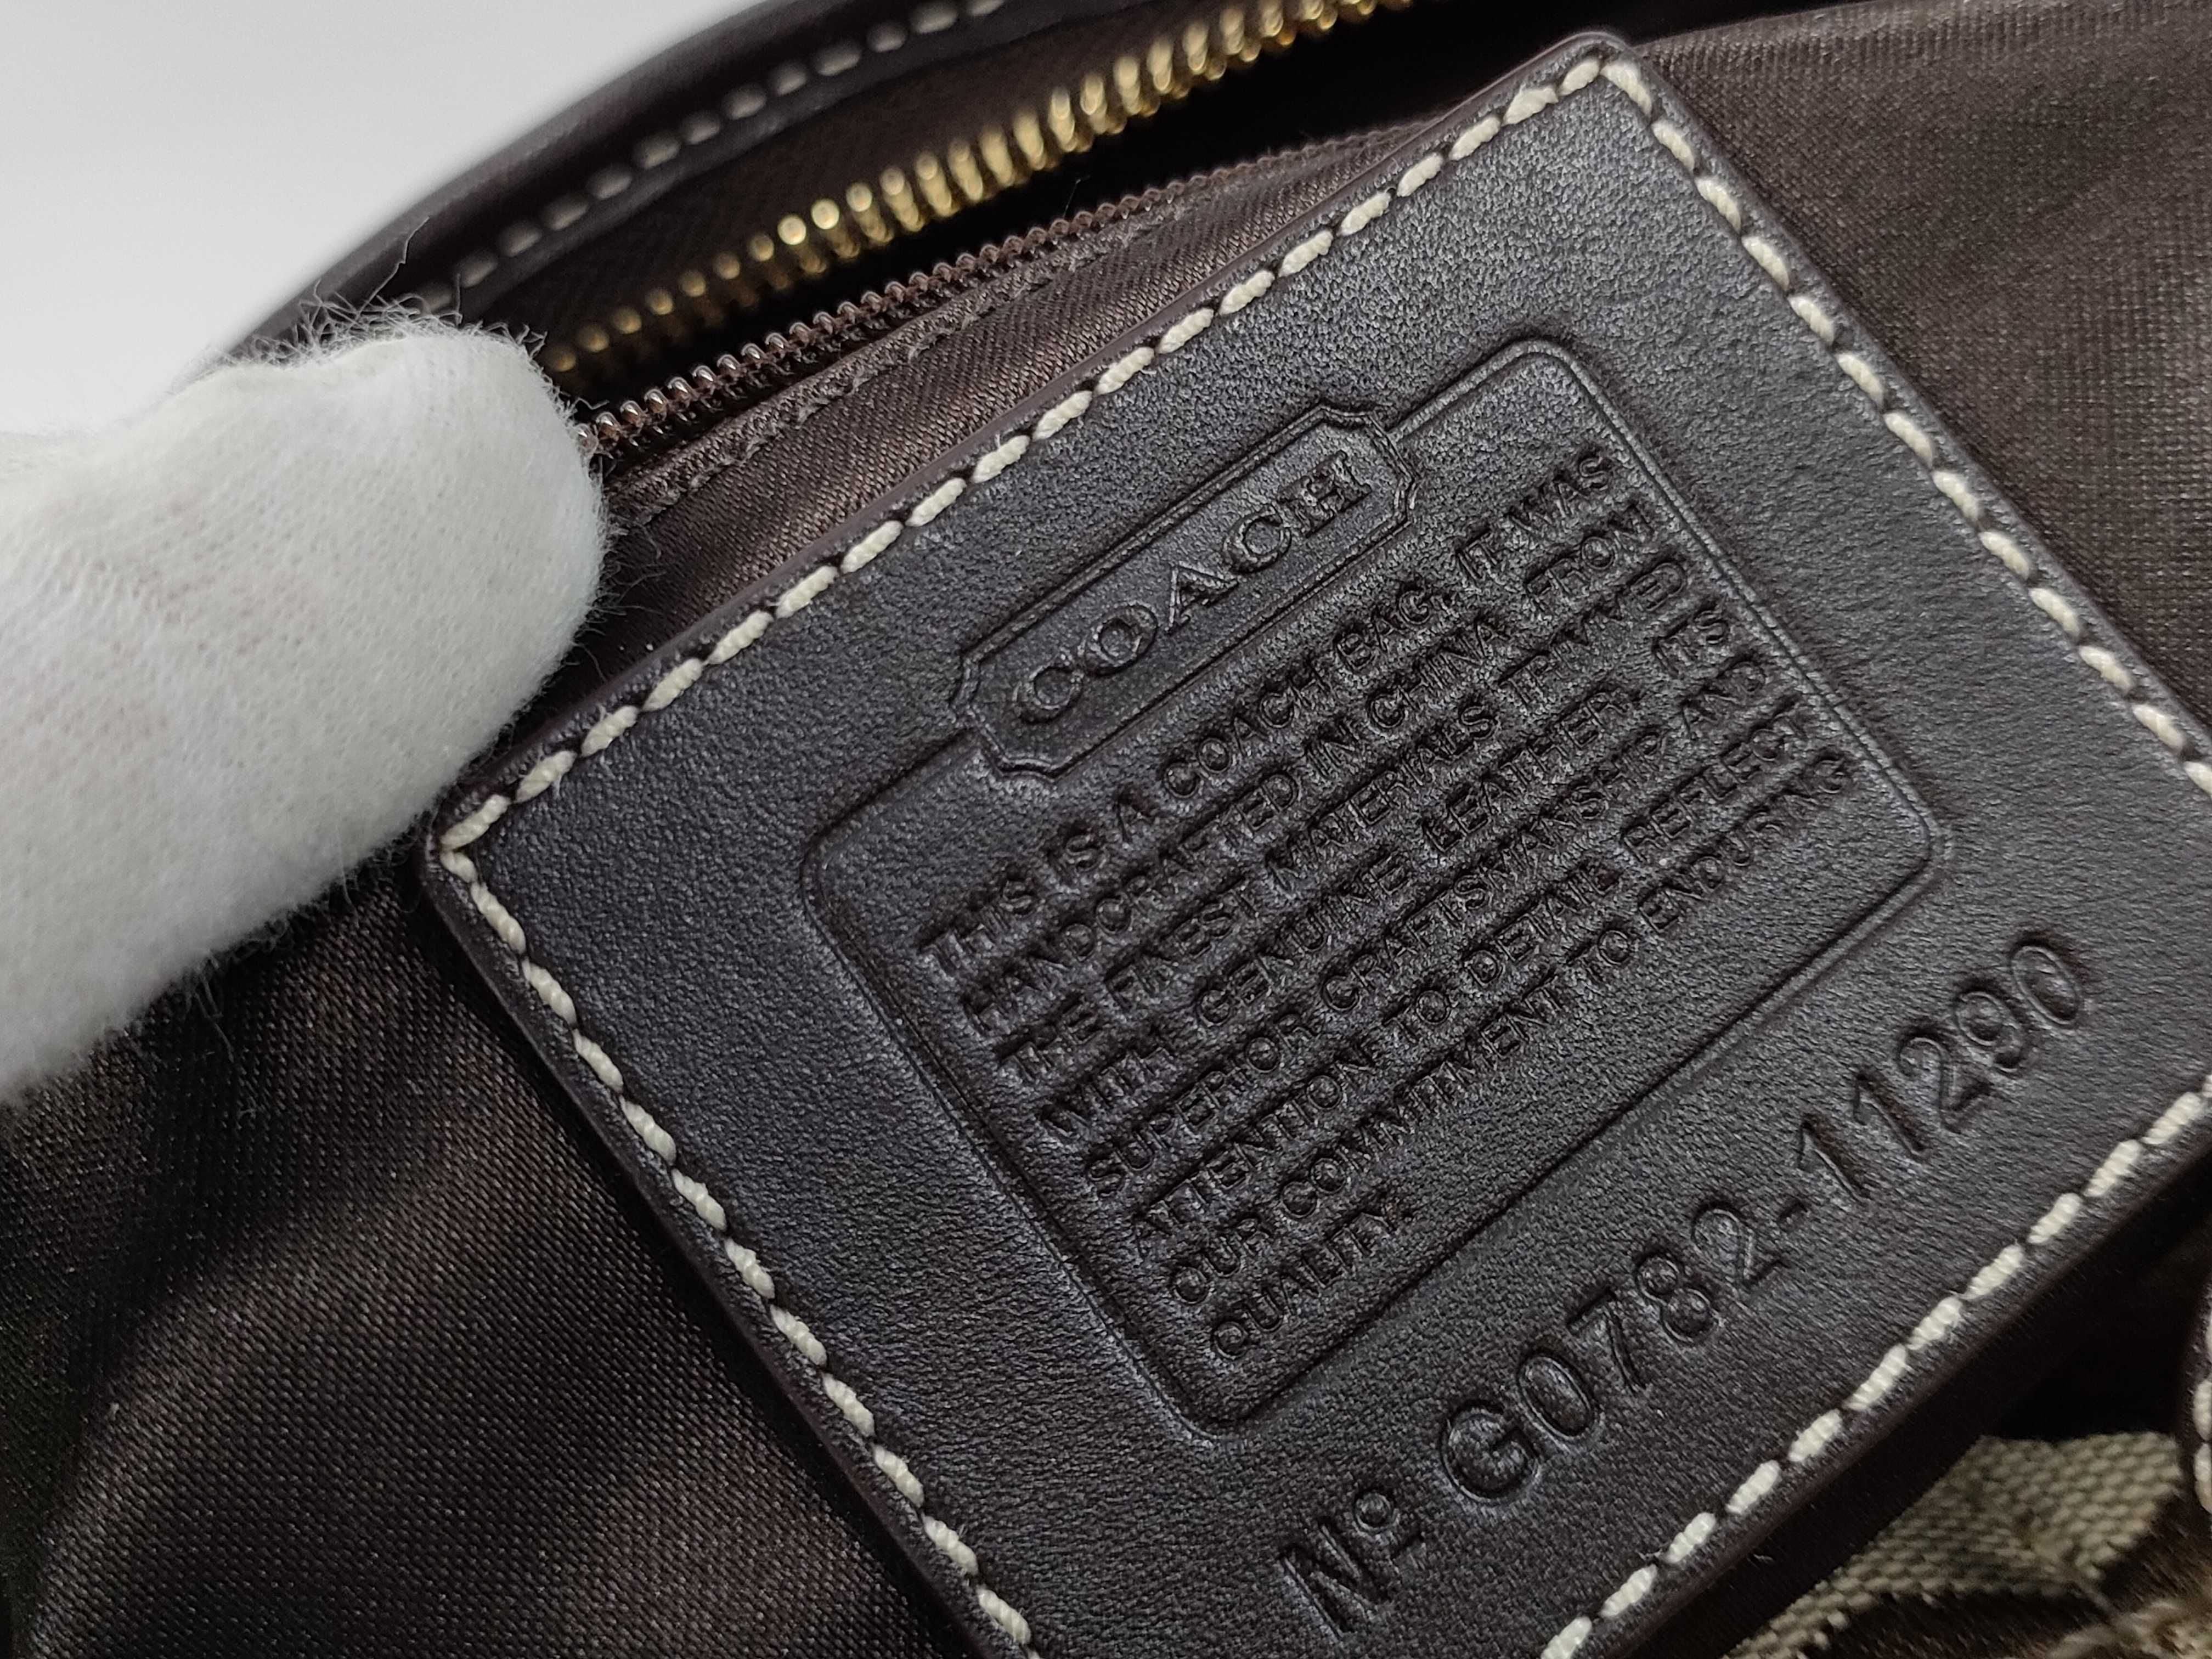 COACH
THIS IS A COACH BAG. IT WAS
HANDCRAFTED IN CHINA FROM
THE FINEST MATERIALS TRIMMED
WITH GENUINE LEATHER. ITS
SUPERIOR CRAFTSMANSHIP AND
ATTENTION TO DETAIL REFLECT
OUR COMMITMENT TO ENDURING
QUALITY.
Nº G0782-11290